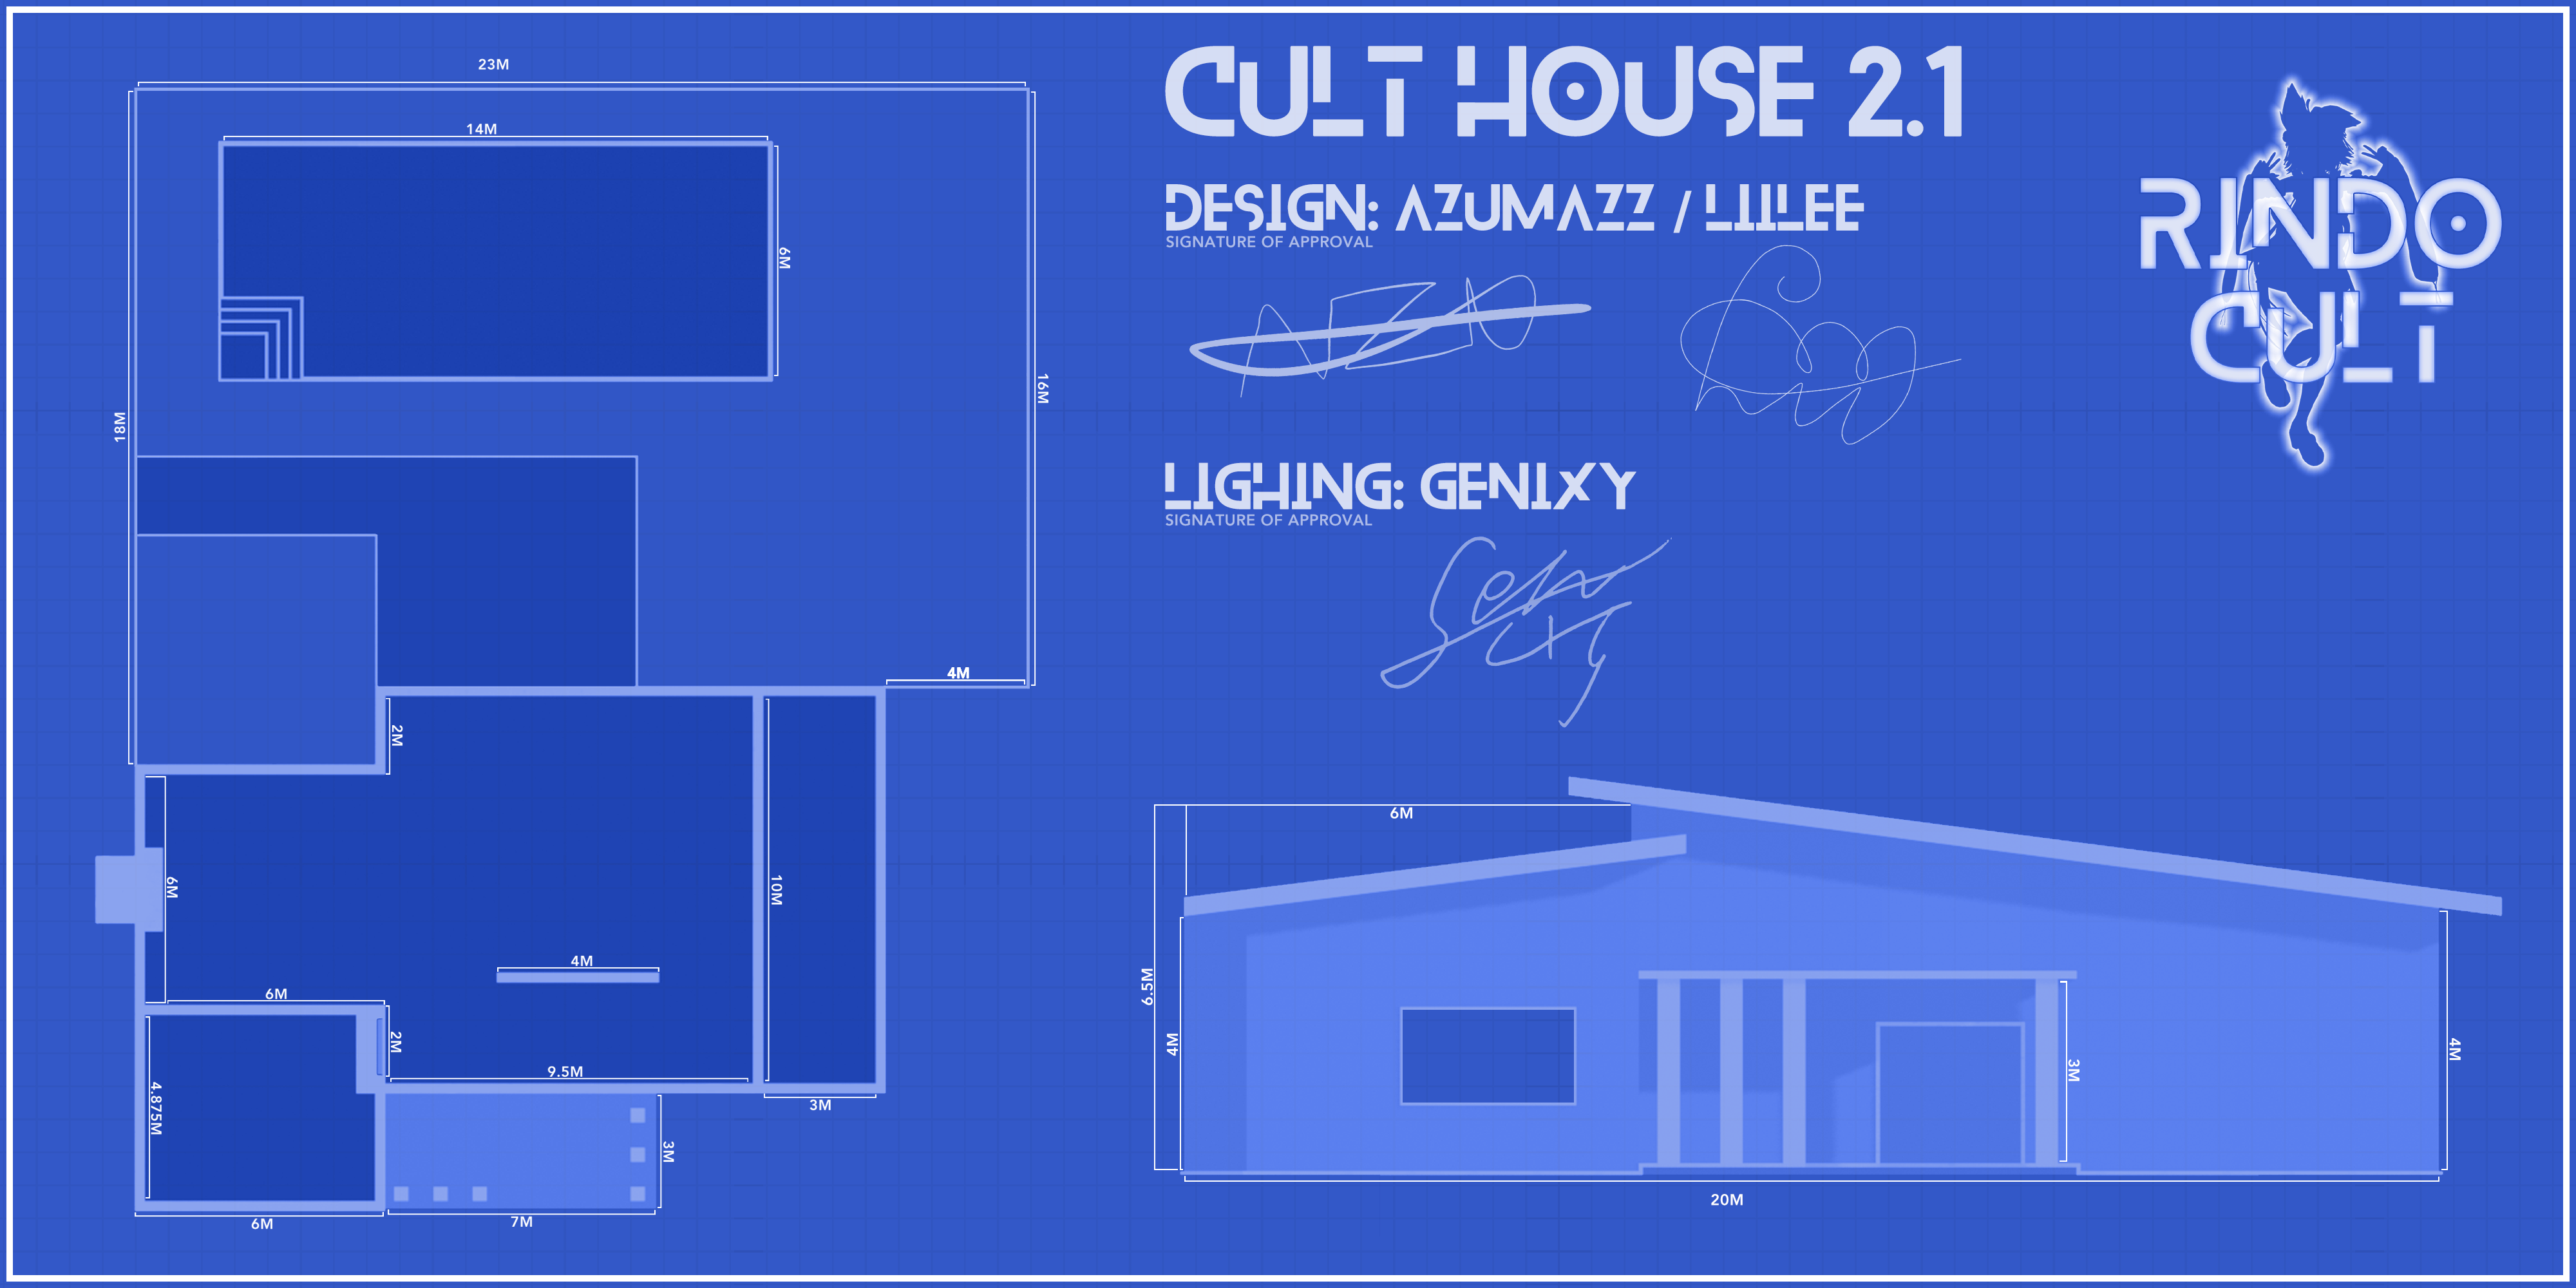 CULT HOUSE 2.1
DESIGN: AZUMAZZ / LILLEE
SIGNATURE OF APPROVAL
LIGHING: GENIXY
SIGNATURE OF APPROVAL
RINDO
CULT
23M
14M
6M
18M
16M
4M
2M
6M
10M
4M
6M
2M
9.5M
4.875M
3M
3M
6M
7M
6M
6.5M
4M
3M
4M
20M